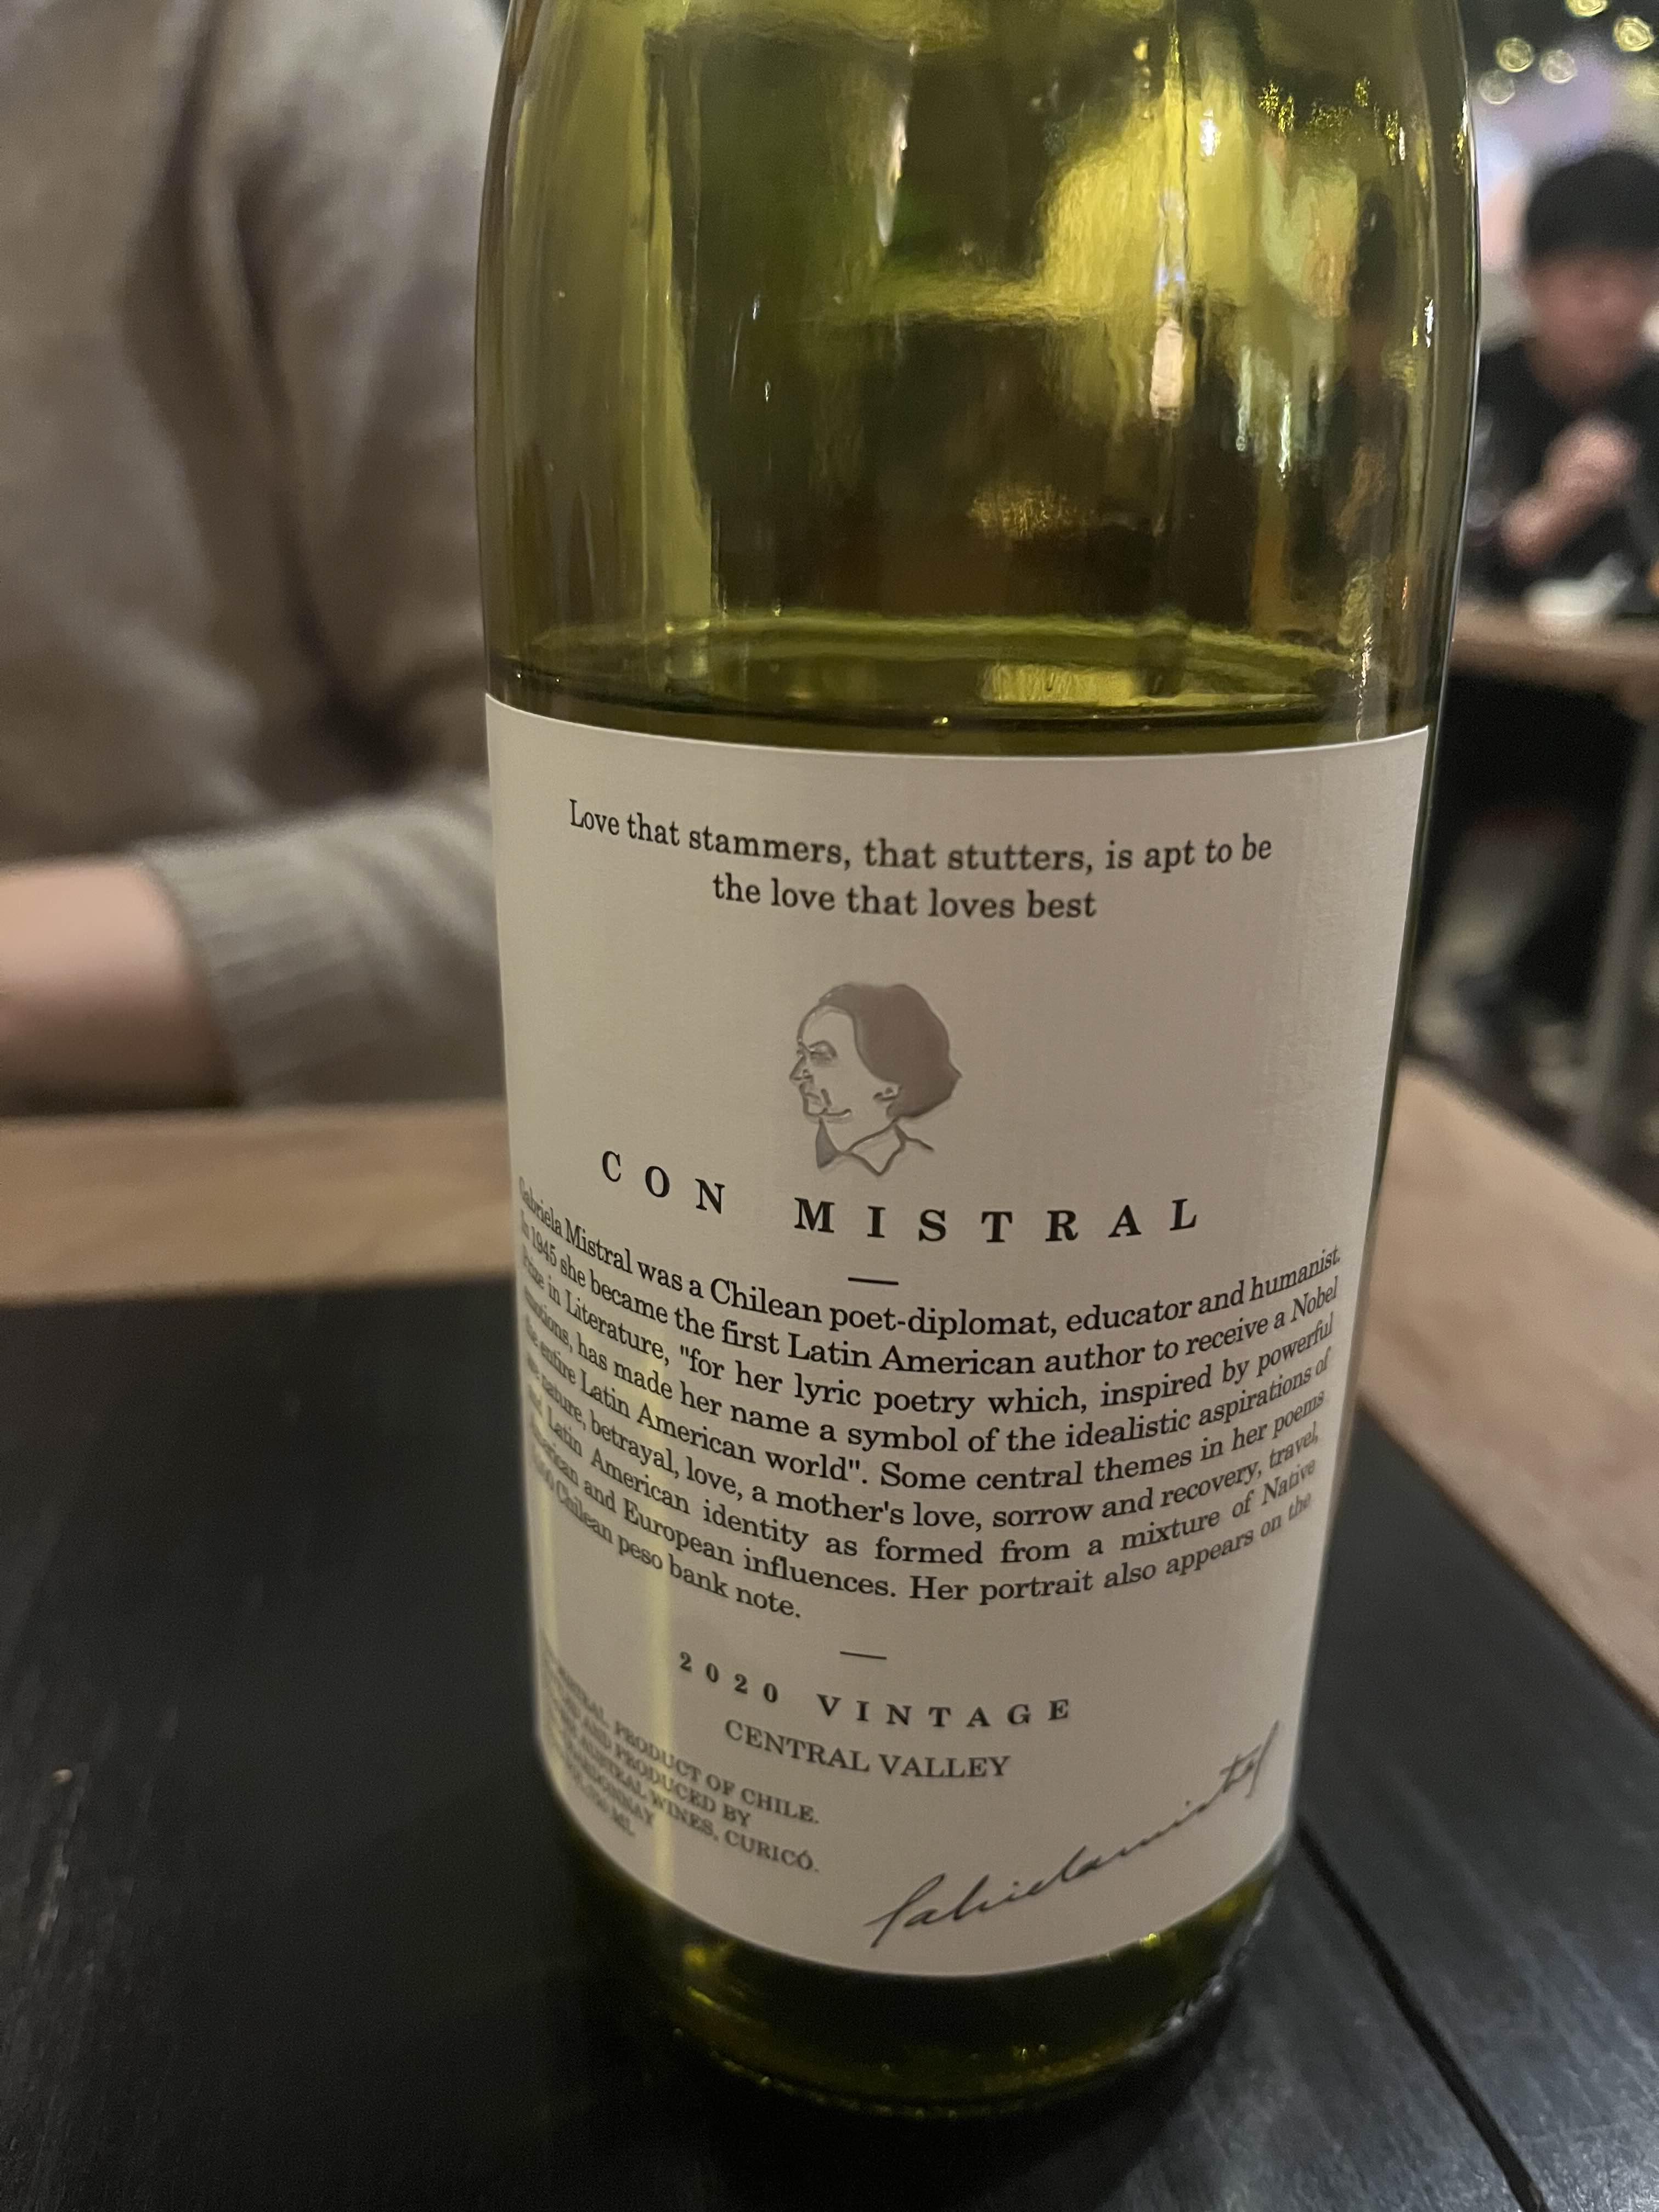 Love that stammers, that stutters, is apt to be
the love that loves best
CON MISTRAL
Gabriela Mistral was a Chilean poet-diplomat, educator and humanist.
In 1945 she became the first Latin American author to receive a Nobel
Prize in Literature, "for her lyric poetry which, inspired by powerful
emotions, has made her name a symbol of the idealistic aspirations of
the entire Latin American world". Some central themes in her poems
are nature, betrayal, love, a mother's love, sorrow and recovery, travel,
and Latin American identity as formed from a mixture of Native
American and European influences. Her portrait also appears on the
Chilean peso bank note.
2020 VINTAGE
CENTRAL VALLEY
PRODUCT OF CHILE.
AND PRODUCED BY
AUSTRAL WINES, CURICÓ.
CHARDONNAY
ML
Gabrielamistral